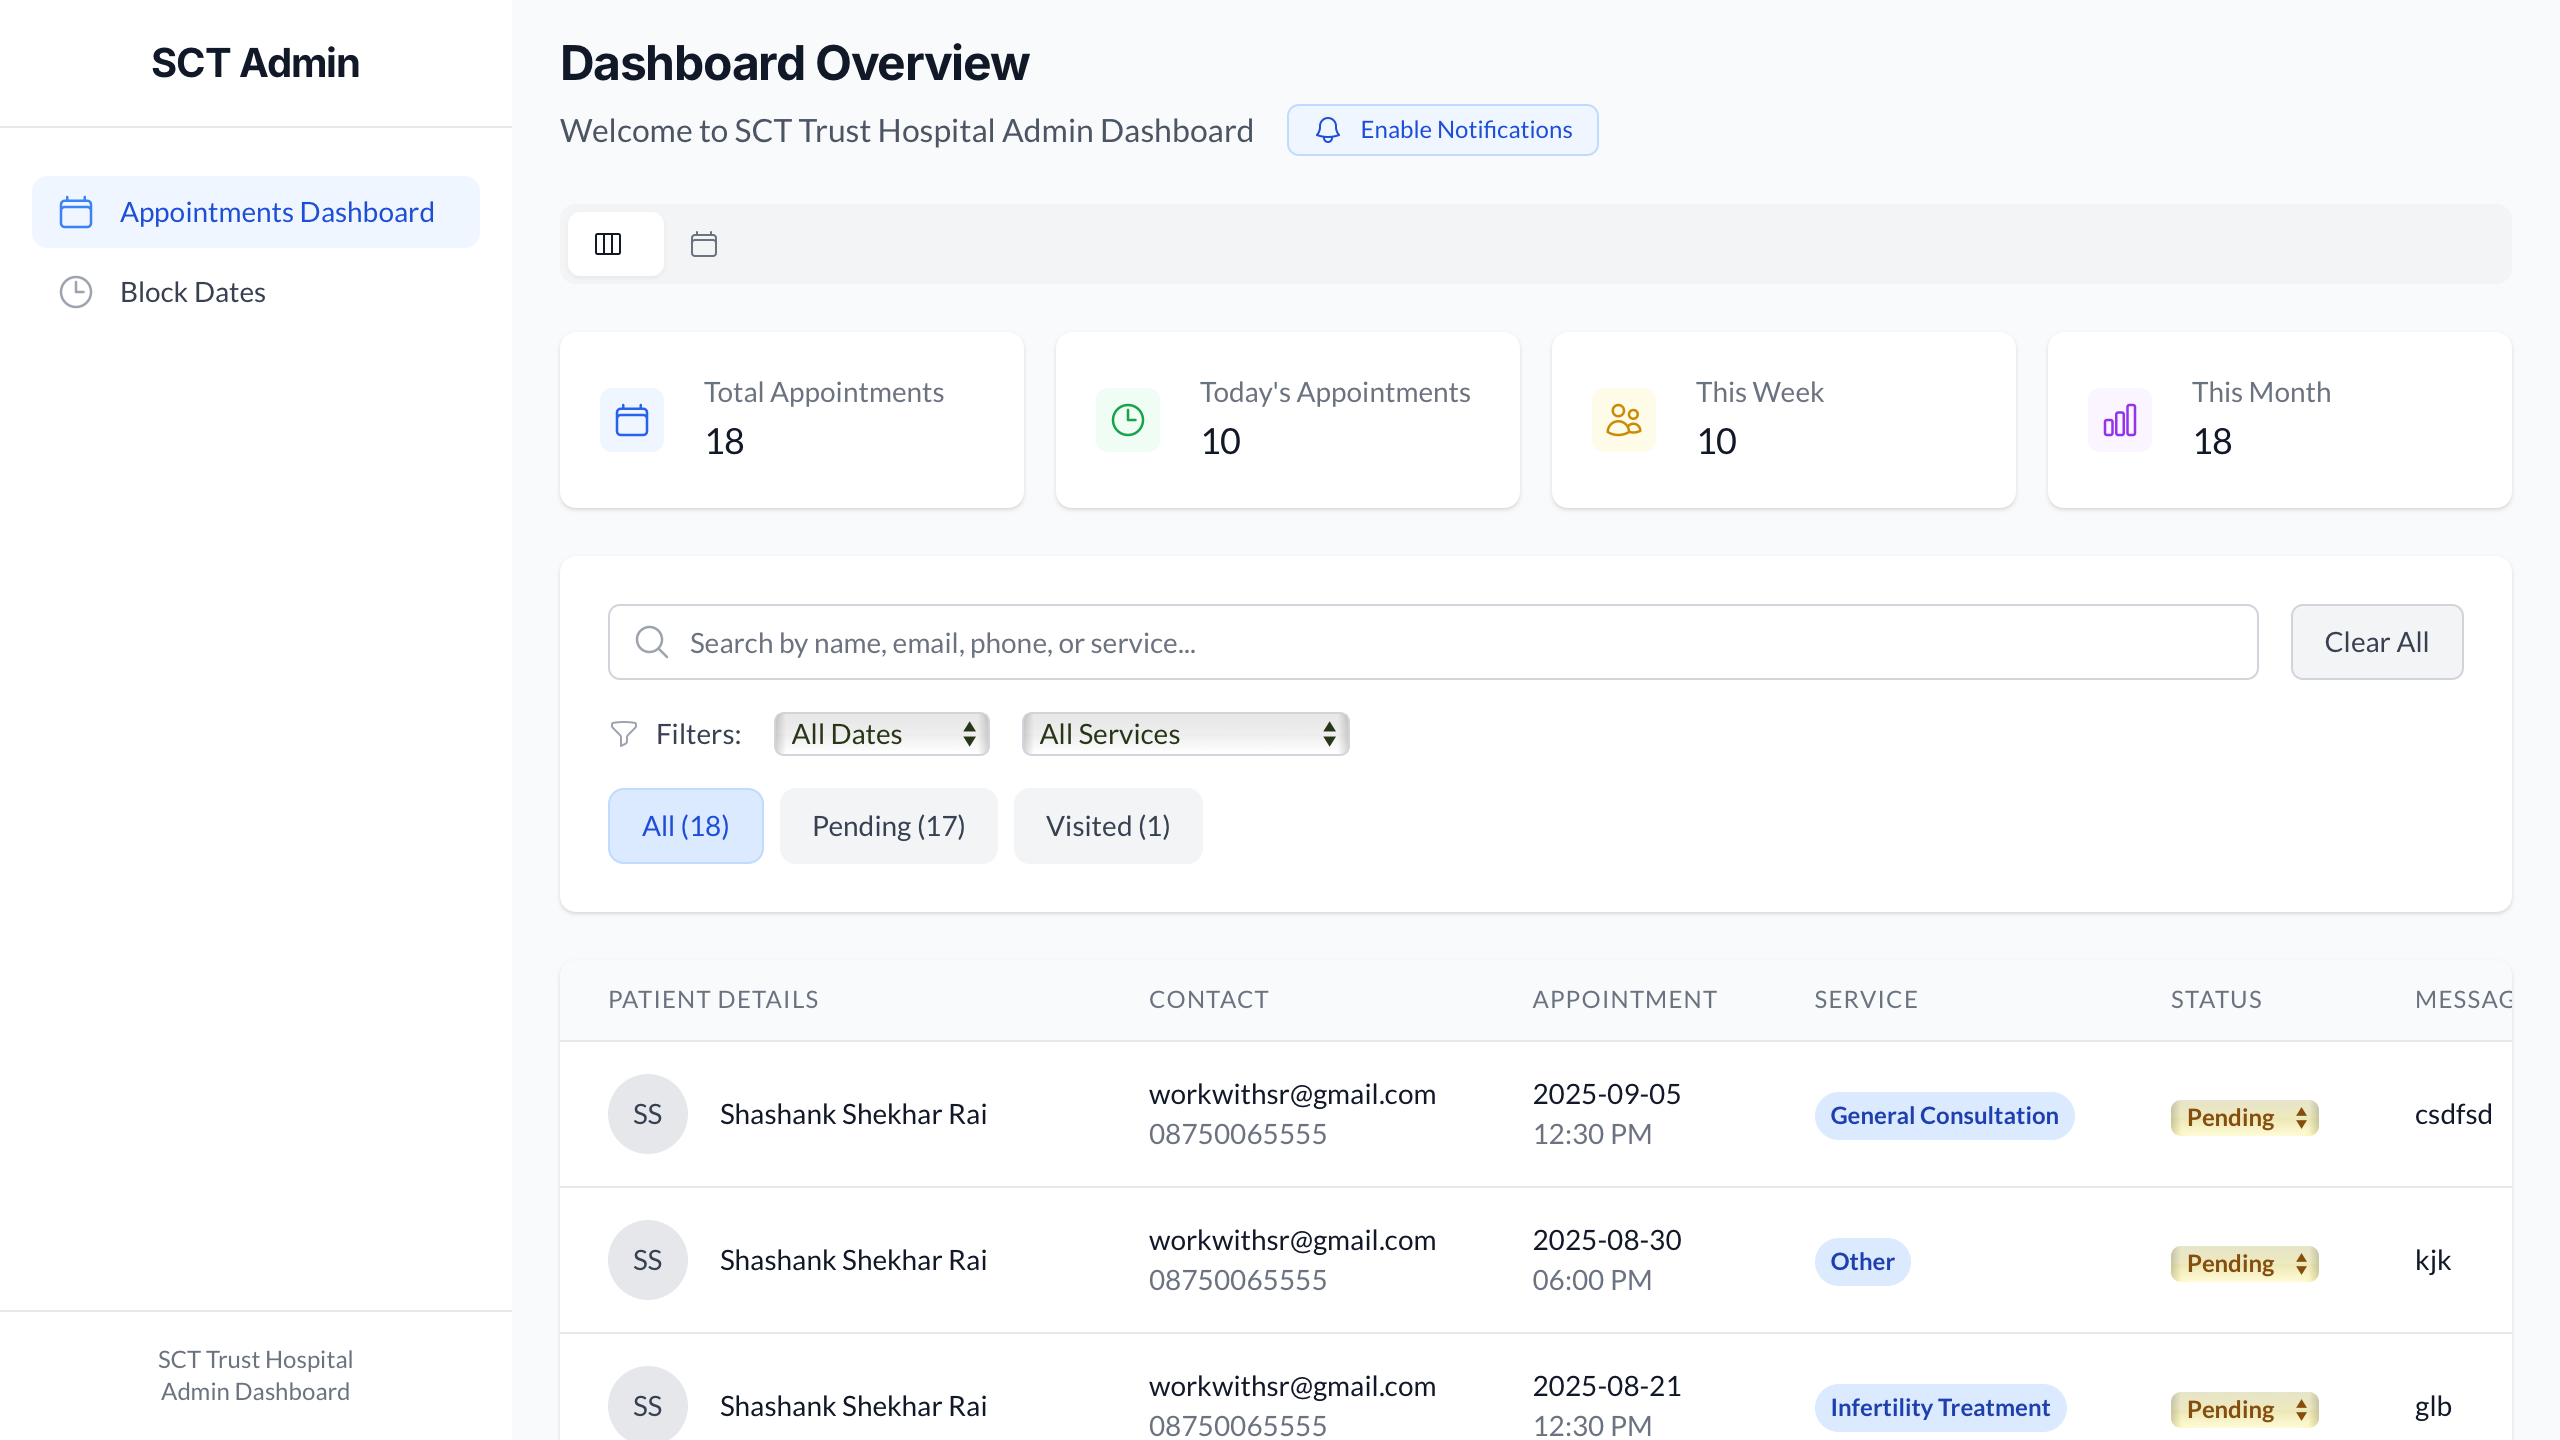 SCT Admin
Appointments Dashboard
Block Dates
SCT Trust Hospital
Admin Dashboard
Dashboard Overview
Welcome to SCT Trust Hospital Admin Dashboard
Enable Notifications
Total Appointments
18
Today's Appointments
10
This Week
10
This Month
18
Search by name, email, phone, or service...
Clear All
Filters:
All Dates
All Services
All (18)
Pending (17)
Visited (1)
PATIENT DETAILS CONTACT APPOINTMENT SERVICE STATUS MESSAG
SS
Shashank Shekhar Rai
workwithsr@gmail.com
08750065555
2025-09-05
12:30 PM
General Consultation
Pending
csdfsd
SS
Shashank Shekhar Rai
workwithsr@gmail.com
08750065555
2025-08-30
06:00 PM
Other
Pending
kjk
SS
Shashank Shekhar Rai
workwithsr@gmail.com
08750065555
2025-08-21
12:30 PM
Infertility Treatment
Pending
glb